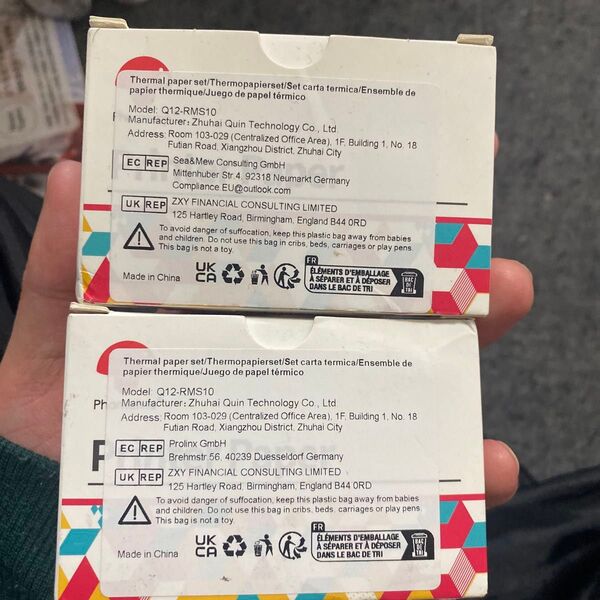 Thermal paper set/Thermopapierset/Set carta termica/Ensemble de
papier thermique/Juego de papel térmico
Model: Q12-RMS10
Manufacturer: Zhuhai Quin Technology Co., Ltd.
Address: Room 103-029 (Centralized Office Area), 1F. Building 1, No. 18
Futian Road, Xiangzhou District, Zhuhai City
EC REP Sea&Mew Consulting GmbH
Mittenhuber Str 4, 92318 Neumarkt Germany
Compliance EU@outlook.com
UK REP ZXY FINANCIAL CONSULTING LIMITED
125 Hartley Road, Birmingham, England B44 0RD
To avoid danger of suffocation, keep this plastic bag away from babies
and children. Do not use this bag in cribs, beds, carriages or play pens.
This bag is not a toy.
Made in China
UK
CA
FR
ÉLÉMENTS D'EMBALLAGE
À SÉPARER ET À DÉPOSER
DANS LE BAC DE TRI
BAC
DE
TRI
Thermal paper set/Thermopapierset/Set carta termica/Ensemble de
papier thermique/Juego de papel térmico
Model: Q12-RMS10
Manufacturer: Zhuhai Quin Technology Co., Ltd.
Address: Room 103-029 (Centralized Office Area), 1F. Building 1, No. 18
Futian Road, Xiangzhou District, Zhuhai City
EC REP Prolinx GmbH
Brehmstr 56, 40239 Duesseldorf Germany
UK REP ZXY FINANCIAL CONSULTING LIMITED
125 Hartley Road, Birmingham, England B44 0RD
To avoid danger of suffocation, keep this plastic bag away from babies
and children. Do not use this bag in cribs, beds, carriages or play pens.
This bag is not a toy.
Made in China
UK
CA
FR
ÉLÉMENTS D'EMBALLAGE
À SÉPARER ET À DÉPOSER
DANS LE BAC DE TRI
BAC
DE
TRI